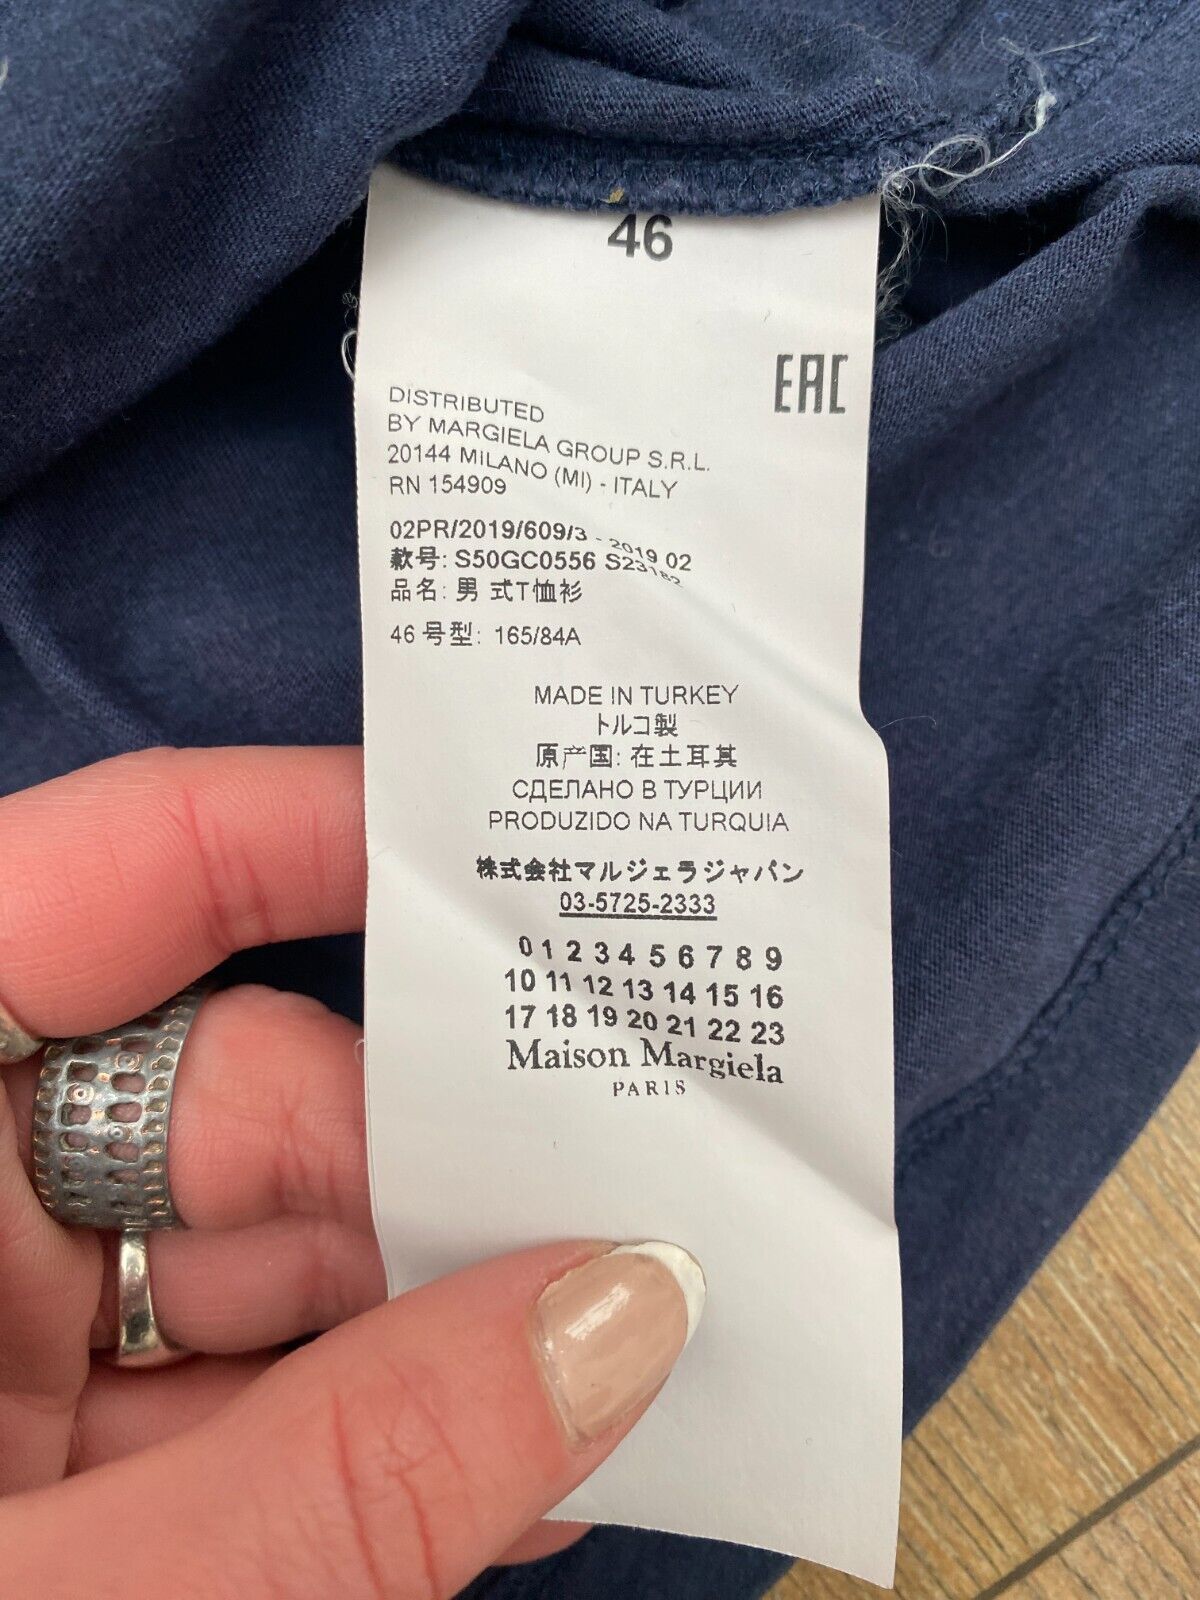 46
EAC
DISTRIBUTED
BY MARGIELA GROUP S.R.L.
20144 MILANO (MI) - ITALY
RN 154909
02PR/2019/609/3 - 2019 02
款号: S50GC0556 S23182
品名: 男 式T恤衫
46 号型: 165/84A
MADE IN TURKEY
トルコ製
原产国: 在土耳其
СДЕЛАНО В ТУРЦИИ
PRODUZIDO NA TURQUIA
株式会社マルジェラジャパン
03-5725-2333
0 1 2 3 4 5 6 7 8 9
10 11 12 13 14 15 16
17 18 19 20 21 22 23
Maison Margiela
PARIS